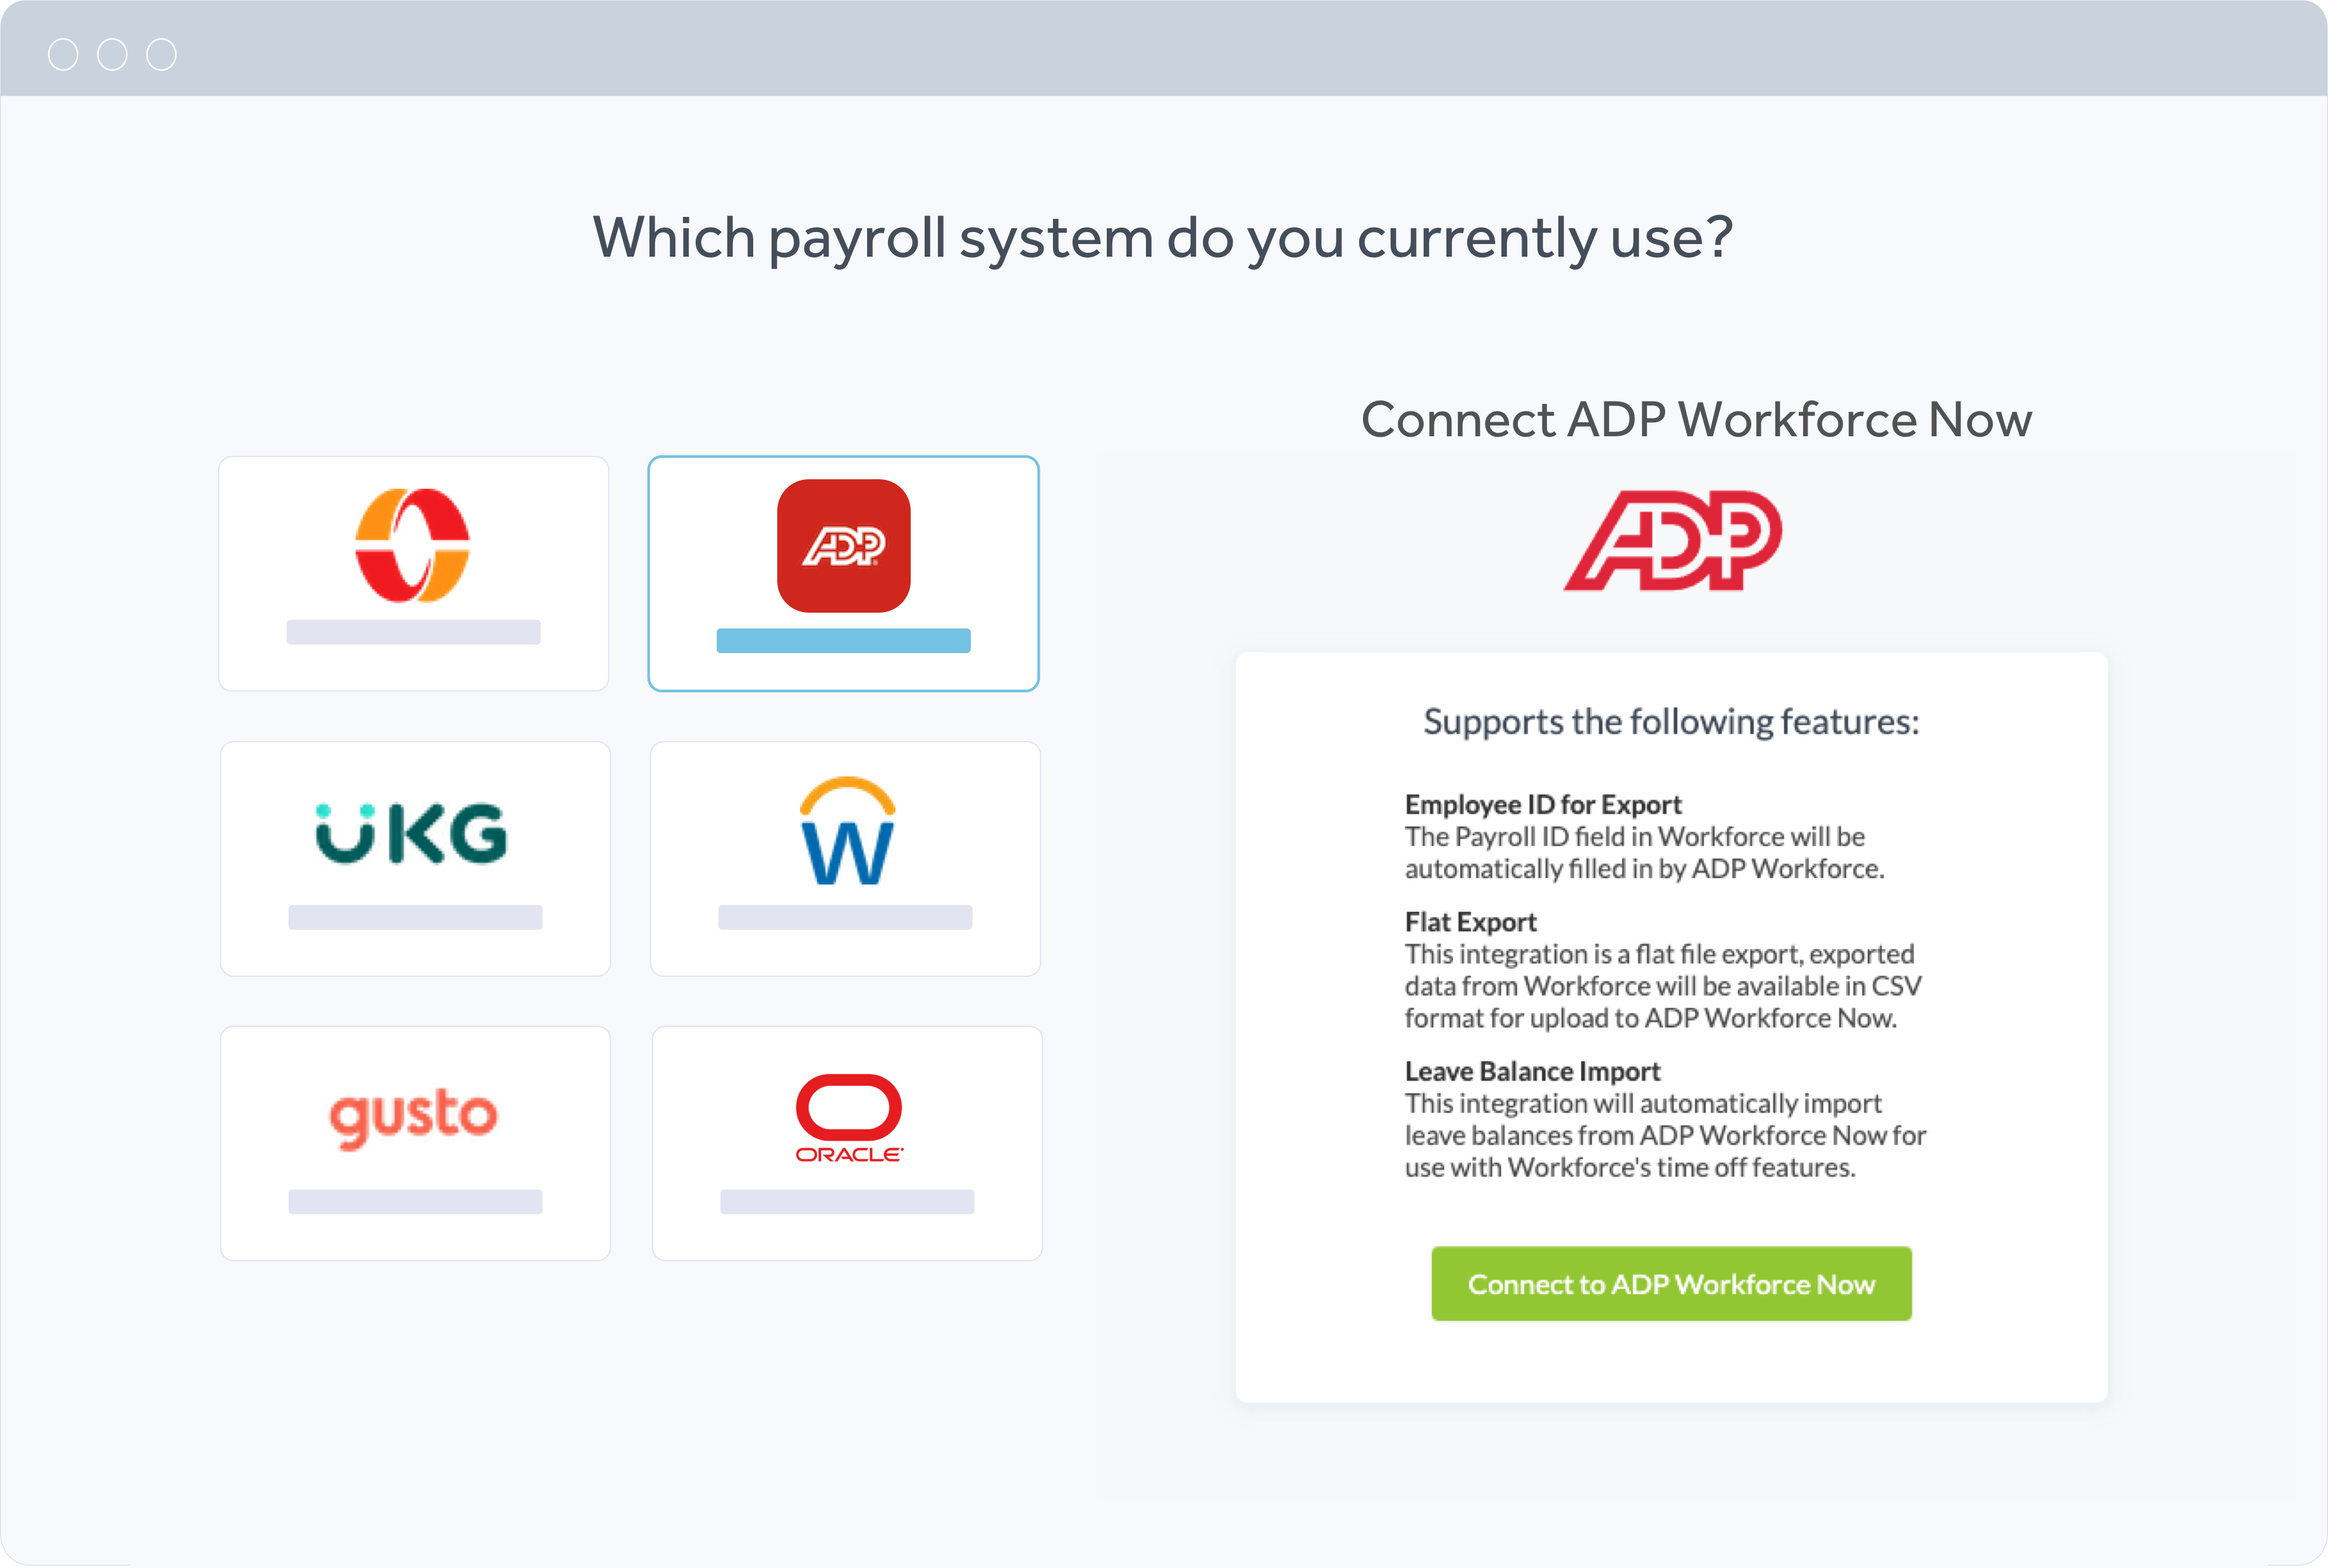 Which payroll system do you currently use?
ADP
UKG
W
gusto
ORACLE
Connect ADP Workforce Now
ADP
Supports the following features:
Employee ID for Export
The Payroll ID field in Workforce will be
automatically filled in by ADP Workforce.
Flat Export
This integration is a flat file export, exported
data from Workforce will be available in CSV
format for upload to ADP Workforce Now.
Leave Balance Import
This integration will automatically import
leave balances from ADP Workforce Now for
use with Workforce's time off features.
Connect to ADP Workforce Now